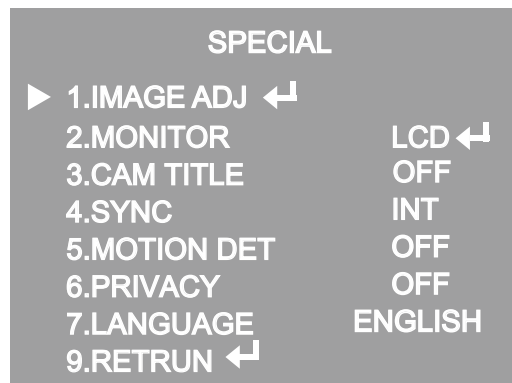 SPECIAL
▶ 1.IMAGE ADJ ↵
2.MONITOR LCD ↵
3.CAM TITLE OFF
4.SYNC INT
5.MOTION DET OFF
6.PRIVACY OFF
7.LANGUAGE ENGLISH
9.RETRUN ↵